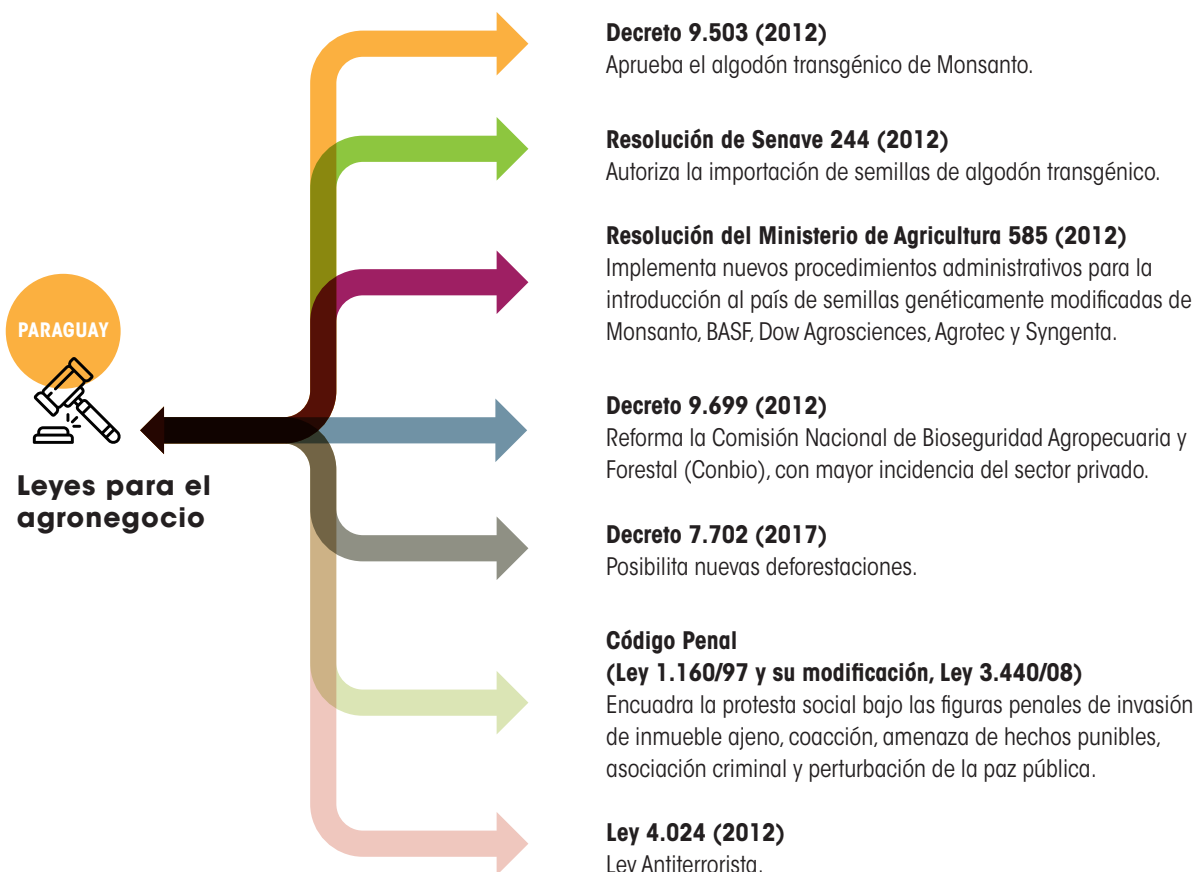 PARAGUAY
Leyes para el
agronegocio
Decreto 9.503 (2012)
Aprueba el algodón transgénico de Monsanto.
Resolución de Senave 244 (2012)
Autoriza la importación de semillas de algodón transgénico.
Resolución del Ministerio de Agricultura 585 (2012)
Implementa nuevos procedimientos administrativos para la
introducción al país de semillas genéticamente modificadas de
Monsanto, BASF, Dow Agrosciences, Agrotec y Syngenta.
Decreto 9.699 (2012)
Reforma la Comisión Nacional de Bioseguridad Agropecuaria y
Forestal (Conbio), con mayor incidencia del sector privado.
Decreto 7.702 (2017)
Posibilita nuevas deforestaciones.
Código Penal
(Ley 1.160/97 y su modificación, Ley 3.440/08)
Encuadra la protesta social bajo las figuras penales de invasión
de inmueble ajeno, coacción, amenaza de hechos punibles,
asociación criminal y perturbación de la paz pública.
Ley 4.024 (2012)
Ley Antiterrorista.